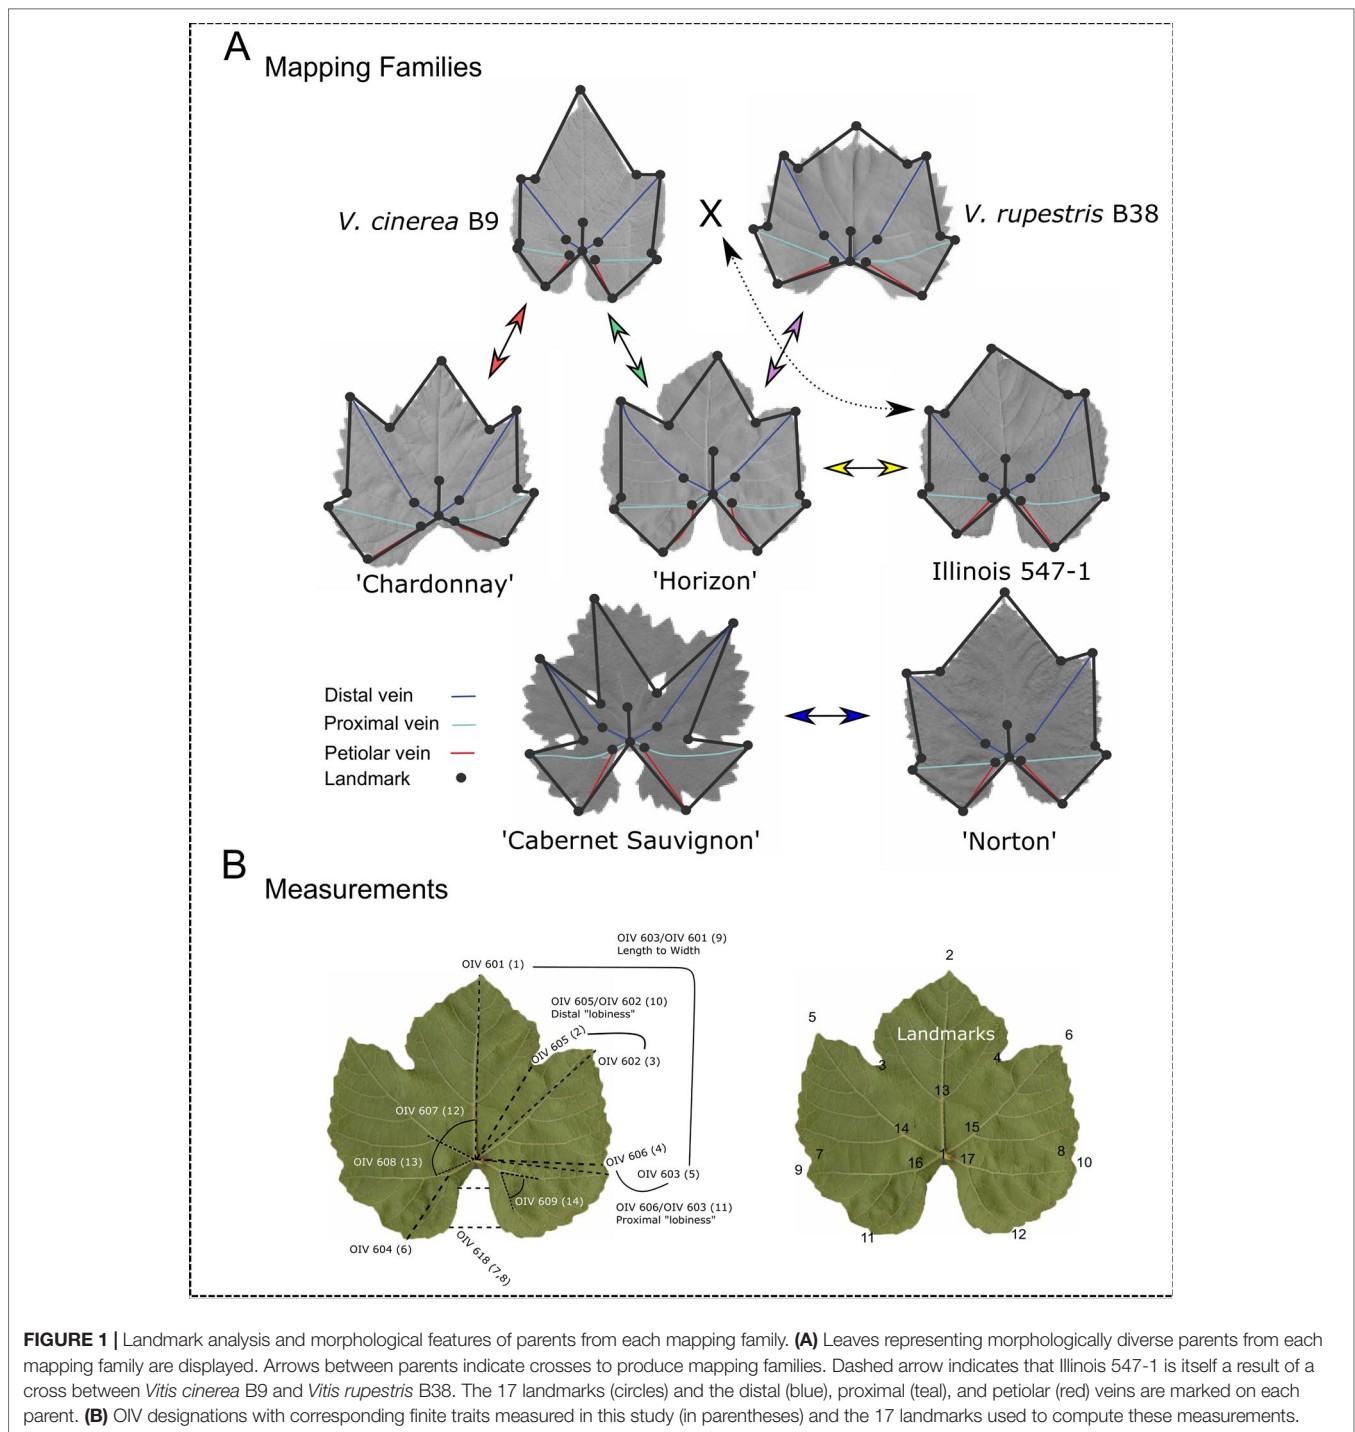 A
Mapping Families
V. cinerea B9
X
V. rupestris B38
'Chardonnay'
'Horizon'
Illinois 547-1
Distal vein
Proximal vein
Petiolar vein
Landmark
'Cabernet Sauvignon'
'Norton'
B
Measurements
OIV 603/OIV 601 (9)
Length to Width
OIV 601 (1)
OIV 605/OIV 602 (10)
Distal "lobiness"
OIV 605 (2)
OIV 602 (3)
OIV 607 (12)
OIV 608 (13)
OIV 606 (4)
OIV 603 (5)
OIV 609 (14)
OIV 606/OIV 603 (11)
Proximal "lobiness"
OIV 604 (6)
OIV 618 (7,8)
2
5
Landmarks
6
3
4
13
14
15
7
1
8
9
16
17
10
11
12
FIGURE 1 | Landmark analysis and morphological features of parents from each mapping family. (A) Leaves representing morphologically diverse parents from each
mapping family are displayed. Arrows between parents indicate crosses to produce mapping families. Dashed arrow indicates that Illinois 547-1 is itself a result of a
cross between Vitis cinerea B9 and Vitis rupestris B38. The 17 landmarks (circles) and the distal (blue), proximal (teal), and petiolar (red) veins are marked on each
parent. (B) OIV designations with corresponding finite traits measured in this study (in parentheses) and the 17 landmarks used to compute these measurements.